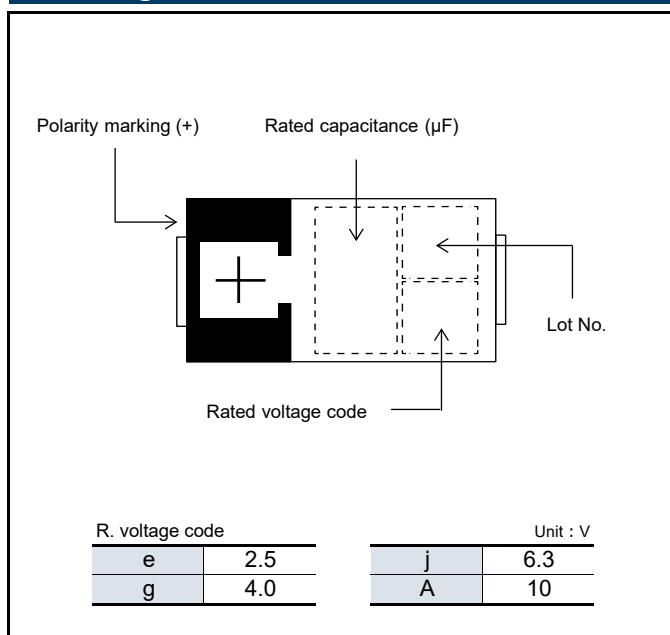 Polarity marking (+)
Rated capacitance (μF)
+
Lot No.
Rated voltage code
R. voltage code
Unit : V
e 2.5 j 6.3
g 4.0 A 10